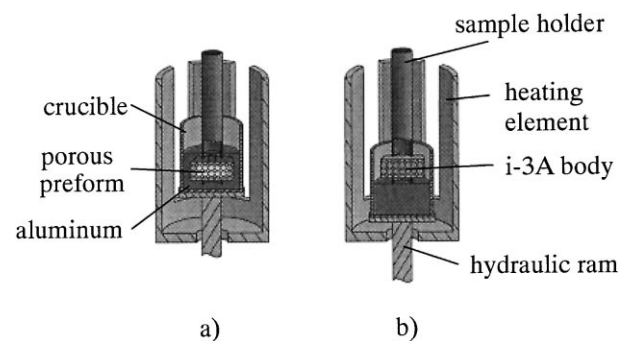 sample holder
crucible
heating
element
porous
preform
i-3A body
aluminum
hydraulic ram
a)
b)